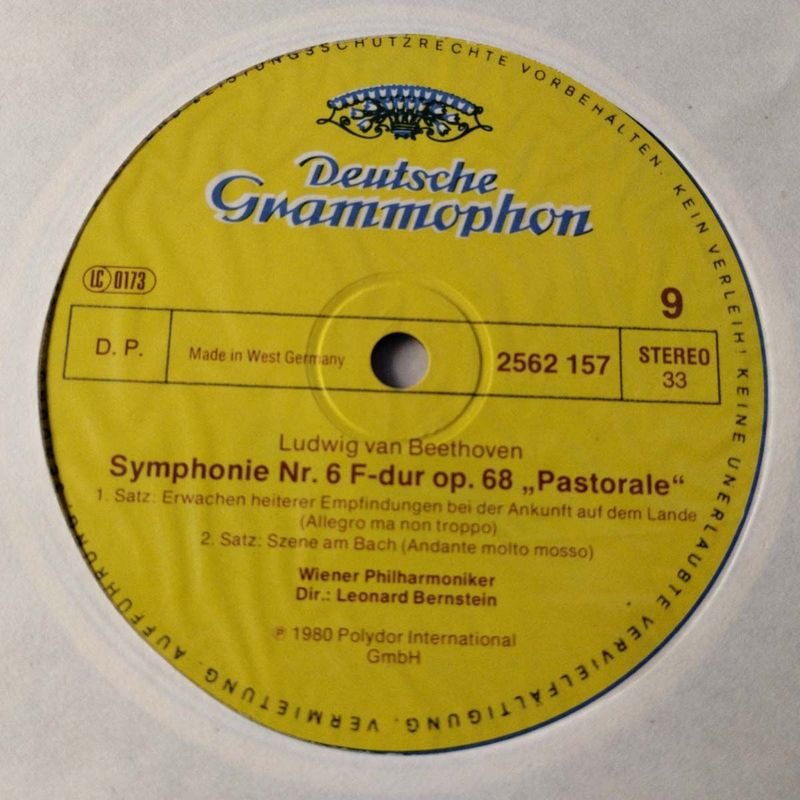 LEISTUNGSSCHUTZRECHTE VORBEHALTEN. KEIN VERLEIH! KEINE UNERLAUBTE VERVIELFÄLTIGUNG. VERMIETUNG. AUFFÜHRUNG.
Deutsche
Grammophon
LC 0173
9
D. P.
Made in West Germany
2562 157
STEREO
33
Ludwig van Beethoven
Symphonie Nr. 6 F-dur op. 68 „Pastorale“
1. Satz: Erwachen heiterer Empfindungen bei der Ankunft auf dem Lande
(Allegro ma non troppo)
2. Satz: Szene am Bach (Andante molto mosso)
Wiener Philharmoniker
Dir.: Leonard Bernstein
℗ 1980 Polydor International
GmbH